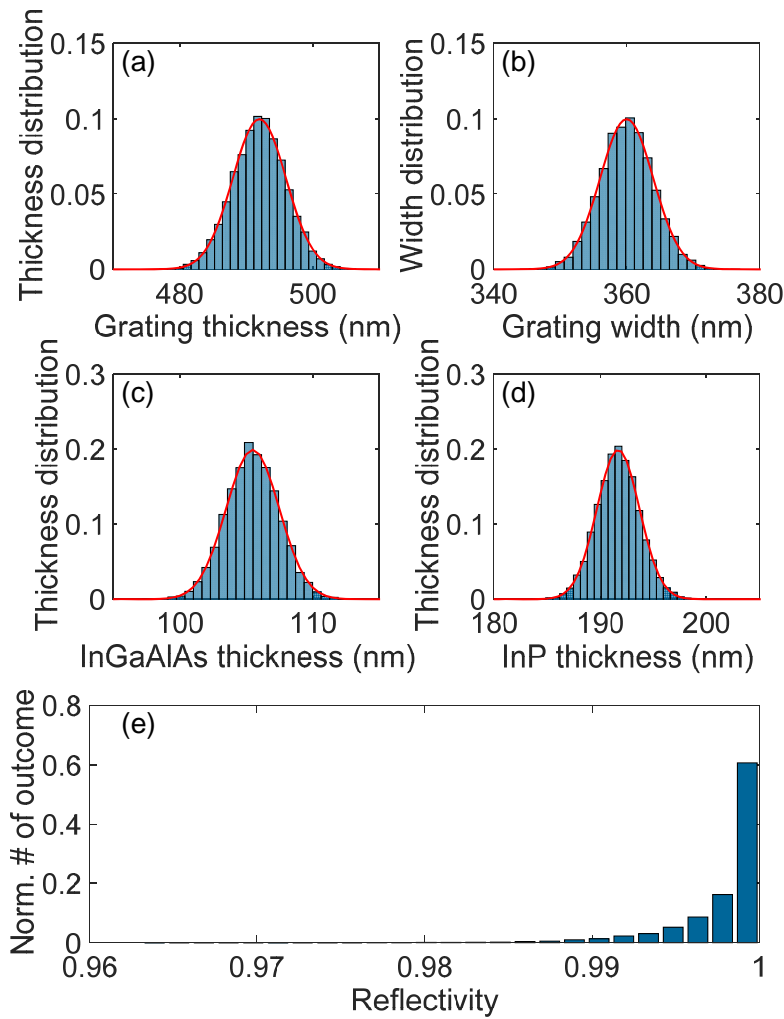 (a)
Thickness distribution
0.15
0.1
0.05
0
480 500
Grating thickness (nm)
(b)
Width distribution
0.15
0.1
0.05
0
340 360 380
Grating width (nm)
(c)
Thickness distribution
0.3
0.2
0.1
0
100 110
InGaAlAs thickness (nm)
(d)
Thickness distribution
0.3
0.2
0.1
0
180 190 200
InP thickness (nm)
(e)
Norm. # of outcome
0.8
0.6
0.4
0.2
0
0.96 0.97 0.98 0.99 1
Reflectivity